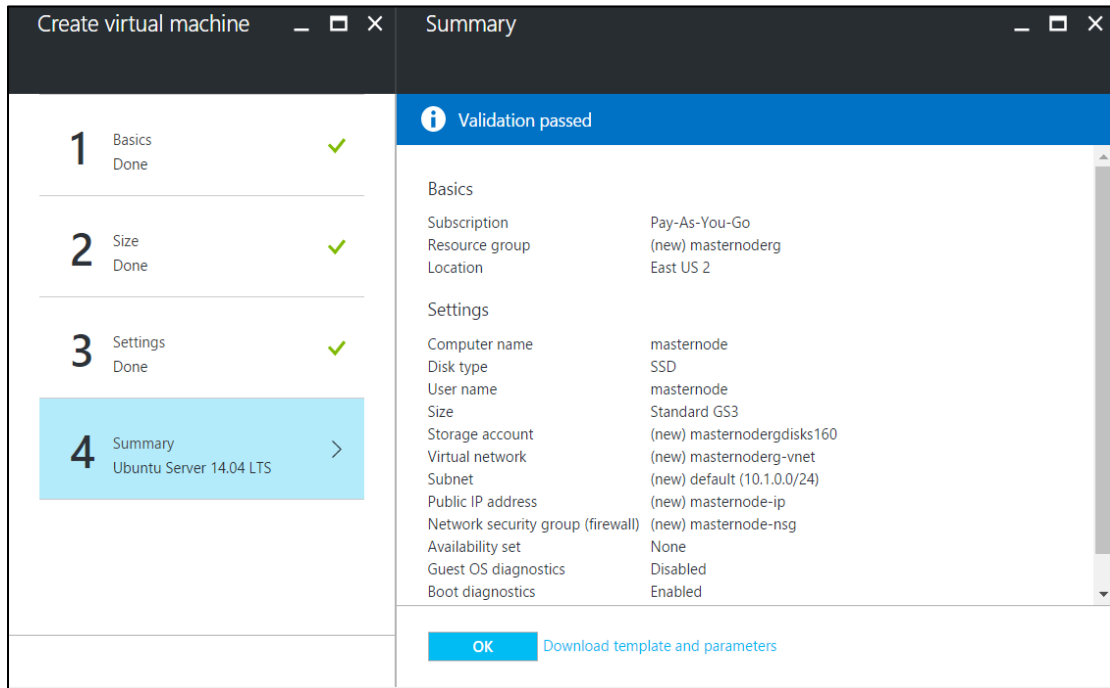 Create virtual machine
1
Basics
Done
2
Size
Done
3
Settings
Done
4
Summary
Ubuntu Server 14.04 LTS
Summary
Validation passed
Basics
Subscription Pay-As-You-Go
Resource group (new) masternoderg
Location East US 2
Settings
Computer name masternode
Disk type SSD
User name masternode
Size Standard GS3
Storage account (new) masternodergdisks160
Virtual network (new) masternoderg-vnet
Subnet (new) default (10.1.0.0/24)
Public IP address (new) masternode-ip
Network security group (firewall) (new) masternode-nsg
Availability set None
Guest OS diagnostics Disabled
Boot diagnostics Enabled
OK Download template and parameters